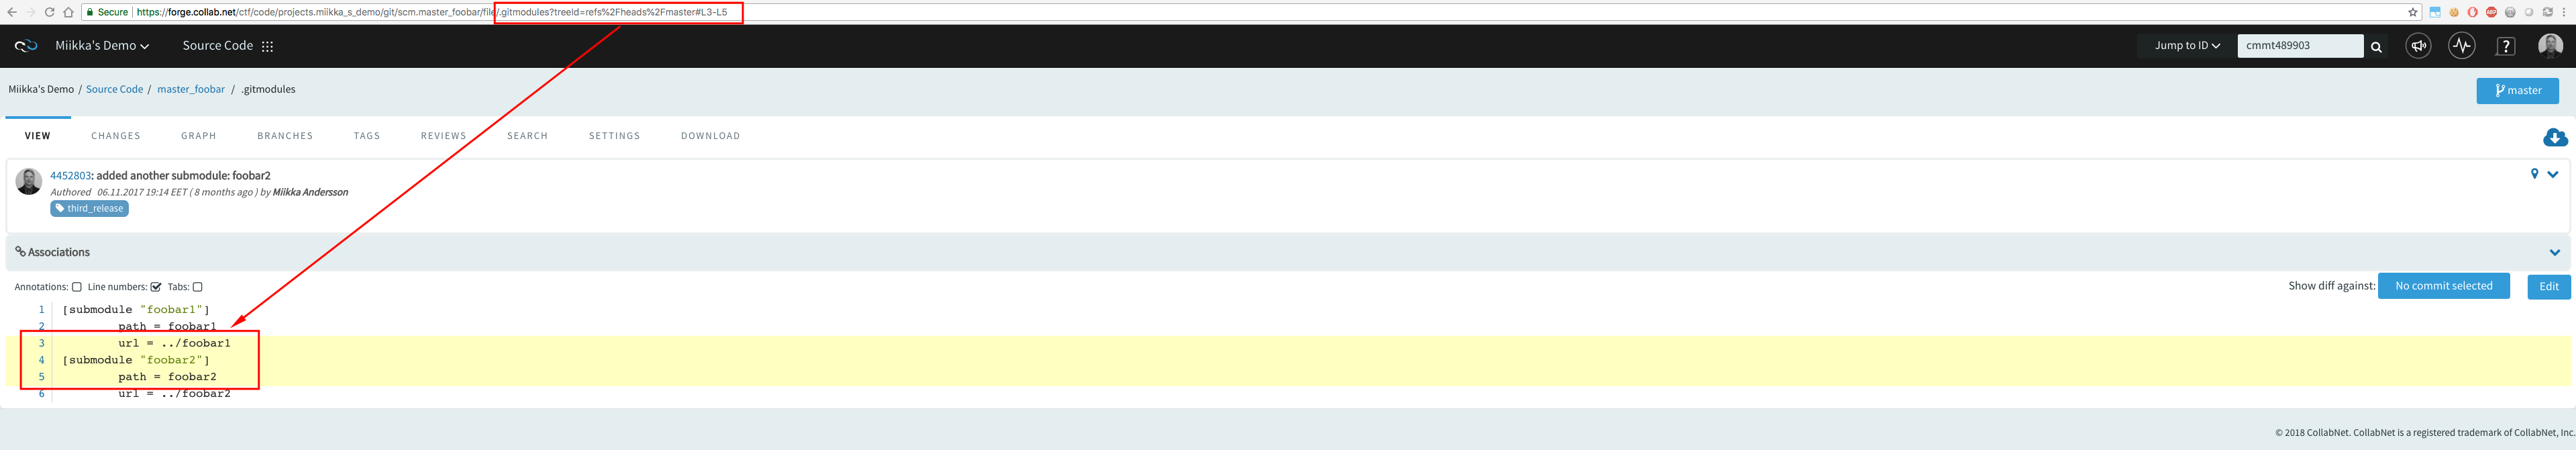 Secure https://forge.collab.net/ctf/code/projects.miikka_s_demo/git/scm.master_foobar/file/.gitmodules?treeId=refs%2Fheads%2Fmaster#L3-L5
Miikka's Demo Source Code Jump to ID cmmt489903
Miikka's Demo / Source Code / master_foobar / .gitmodules master
VIEW CHANGES GRAPH BRANCHES TAGS REVIEWS SEARCH SETTINGS DOWNLOAD
4452803: added another submodule: foobar2
Authored 06.11.2017 19:14 EET ( 8 months ago ) by Miikka Andersson
third_release
Associations
Annotations: Line numbers: Tabs: Show diff against: No commit selected Edit
1 [submodule "foobar1"]
2 path = foobar1
3 url = ../foobar1
4 [submodule "foobar2"]
5 path = foobar2
6 url = ../foobar2
© 2018 CollabNet. CollabNet is a registered trademark of CollabNet, Inc.